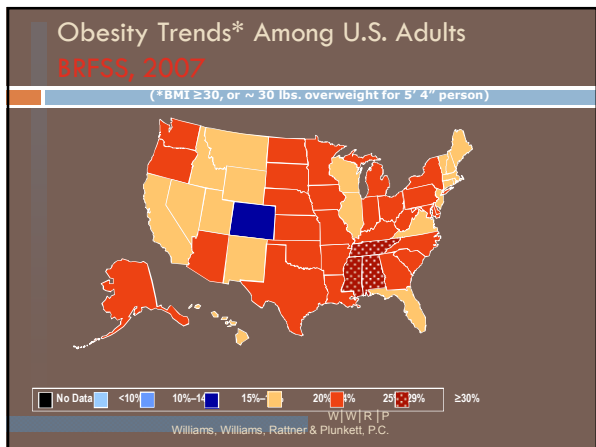 Obesity Trends* Among U.S. Adults
BRFSS, 2007
(*BMI ≥30, or ~ 30 lbs. overweight for 5' 4" person)
No Data <10% 10%–14 15%– 20% 4% 25 29% ≥30%
W|W|R|P
Williams, Williams, Rattner & Plunkett, P.C.